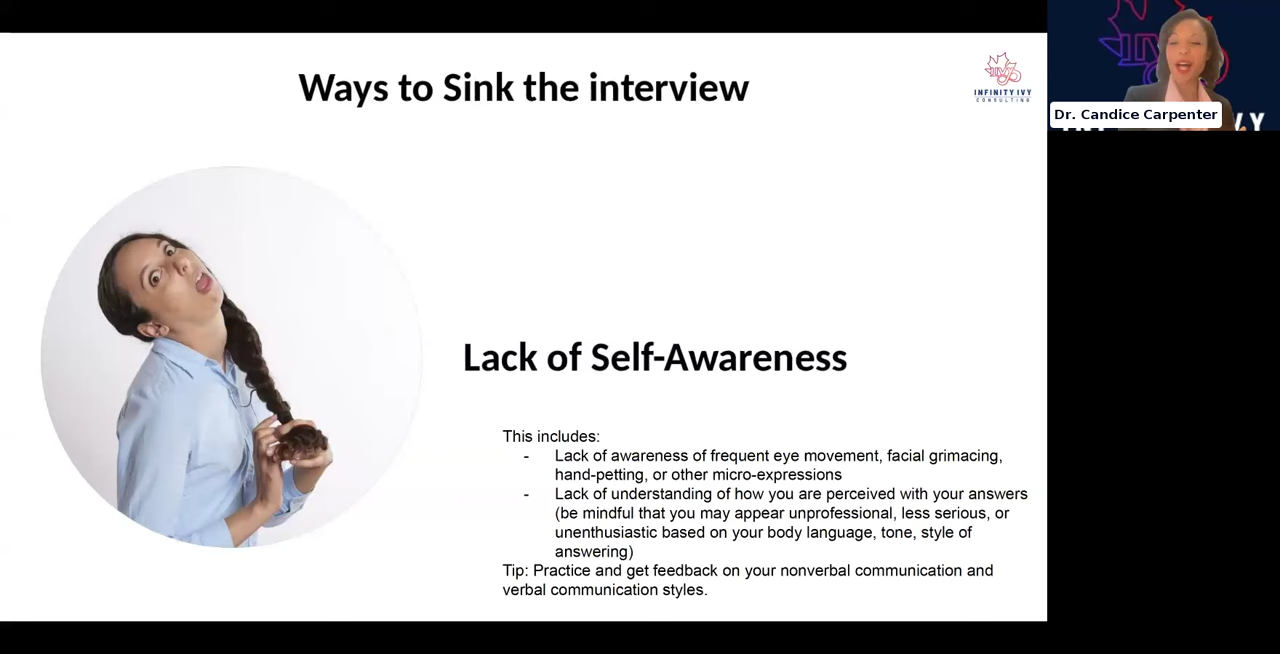 Ways to Sink the interview
INFINITY IVY
CONSULTING
Dr. Candice Carpenter
Lack of Self-Awareness
This includes:
- Lack of awareness of frequent eye movement, facial grimacing,
hand-petting, or other micro-expressions
- Lack of understanding of how you are perceived with your answers
(be mindful that you may appear unprofessional, less serious, or
unenthusiastic based on your body language, tone, style of
answering)
Tip: Practice and get feedback on your nonverbal communication and
verbal communication styles.